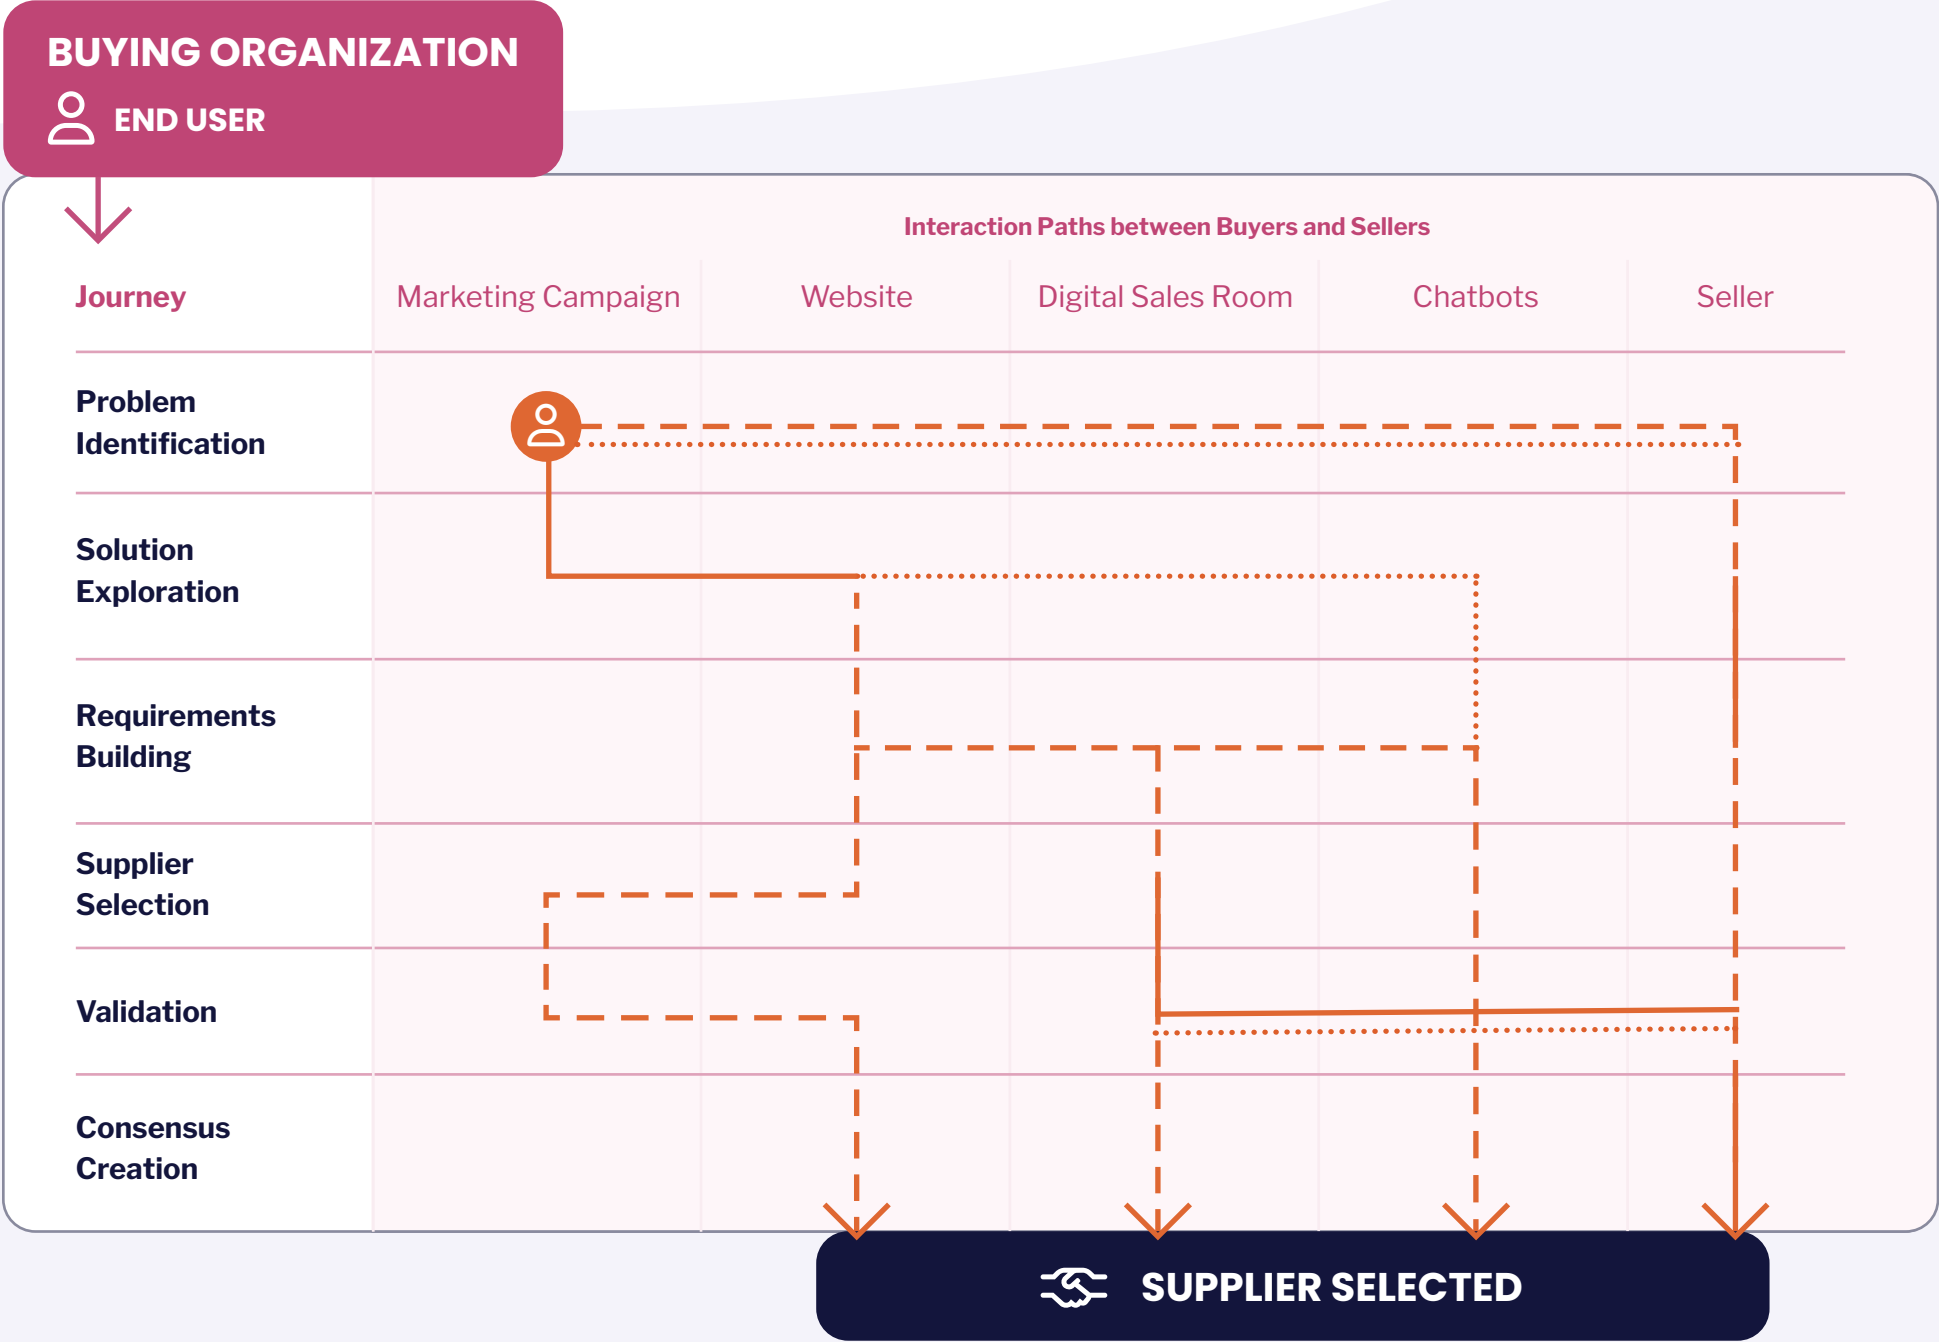 BUYING ORGANIZATION
END USER
Interaction Paths between Buyers and Sellers
Journey
Marketing Campaign
Website
Digital Sales Room
Chatbots
Seller
Problem
Identification
Solution
Exploration
Requirements
Building
Supplier
Selection
Validation
Consensus
Creation
SUPPLIER SELECTED